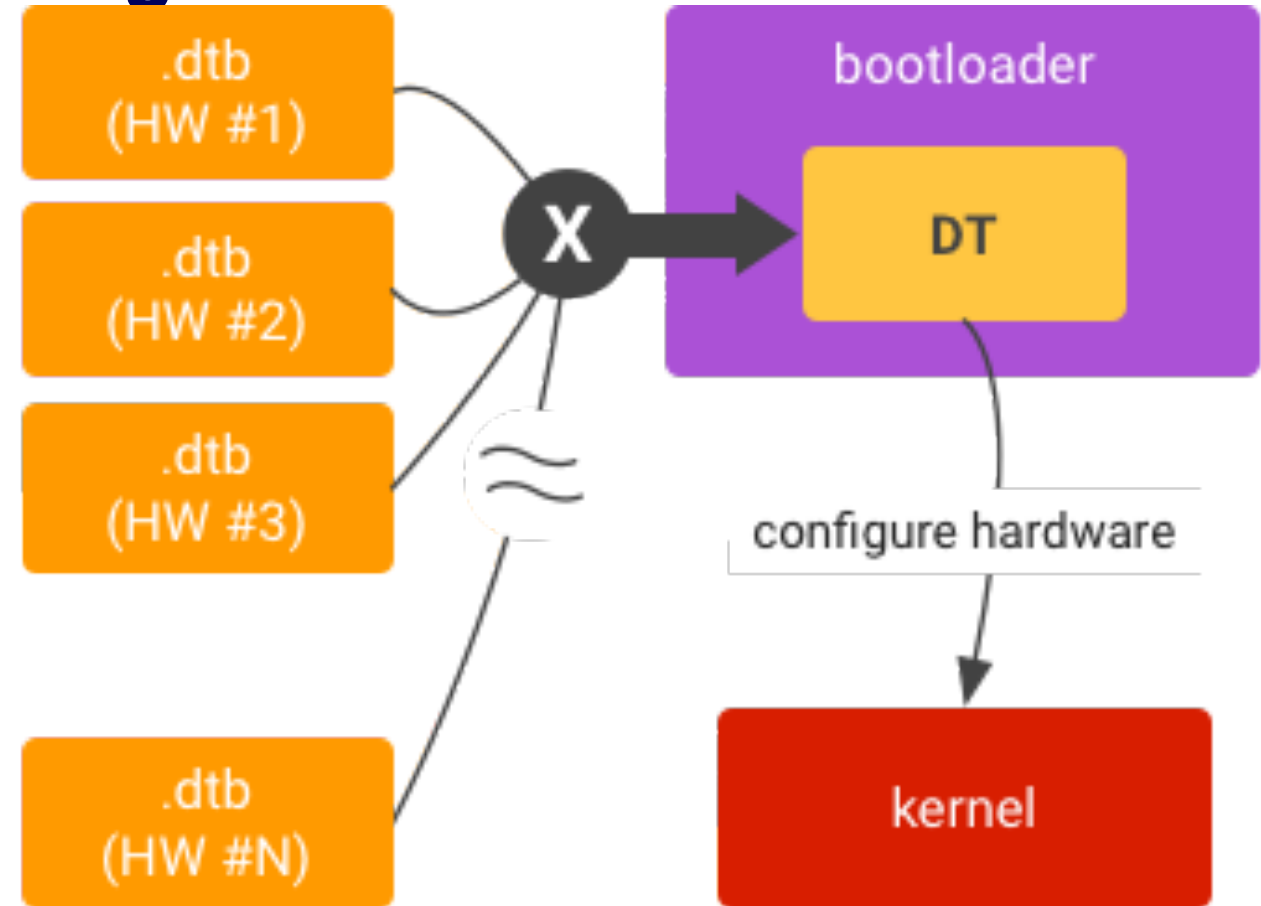 .dtb
(HW #1)
.dtb
(HW #2)
.dtb
(HW #3)
.dtb
(HW #N)
X
bootloader
DT
configure hardware
kernel